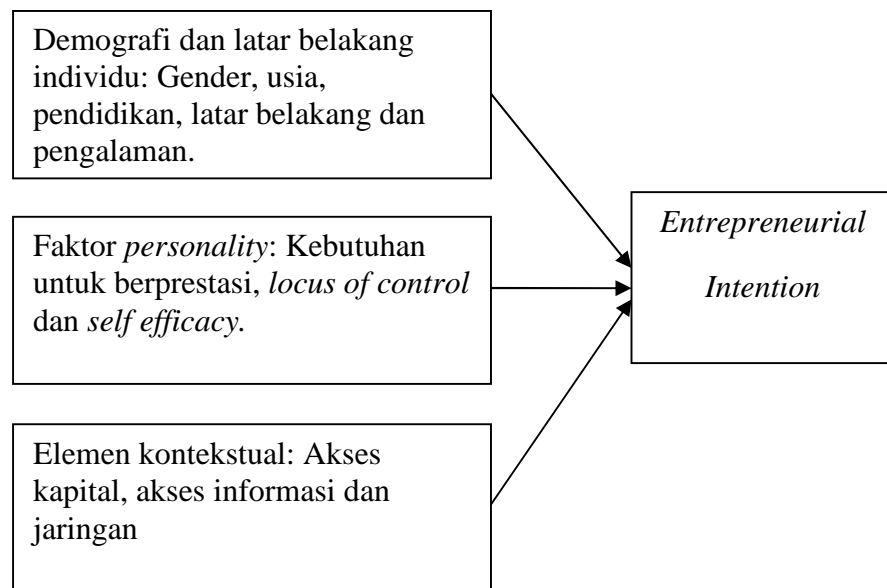 Demografi dan latar belakang
individu: Gender, usia,
pendidikan, latar belakang dan
pengalaman.
Faktor personality: Kebutuhan
untuk berprestasi, locus of control
dan self efficacy.
Elemen kontekstual: Akses
kapital, akses informasi dan
jaringan
Entrepreneurial
Intention